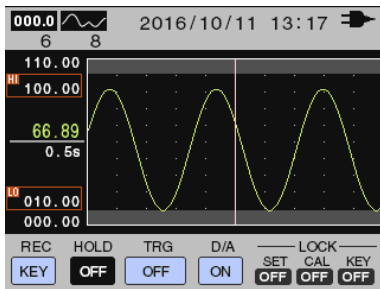 000.0 2016/10/11 13:17
6 8
110.00
HI 100.00
66.89
0.5s
LO 010.00
000.00
REC HOLD TRG D/A LOCK
SET CAL KEY
KEY OFF OFF ON OFF OFF OFF